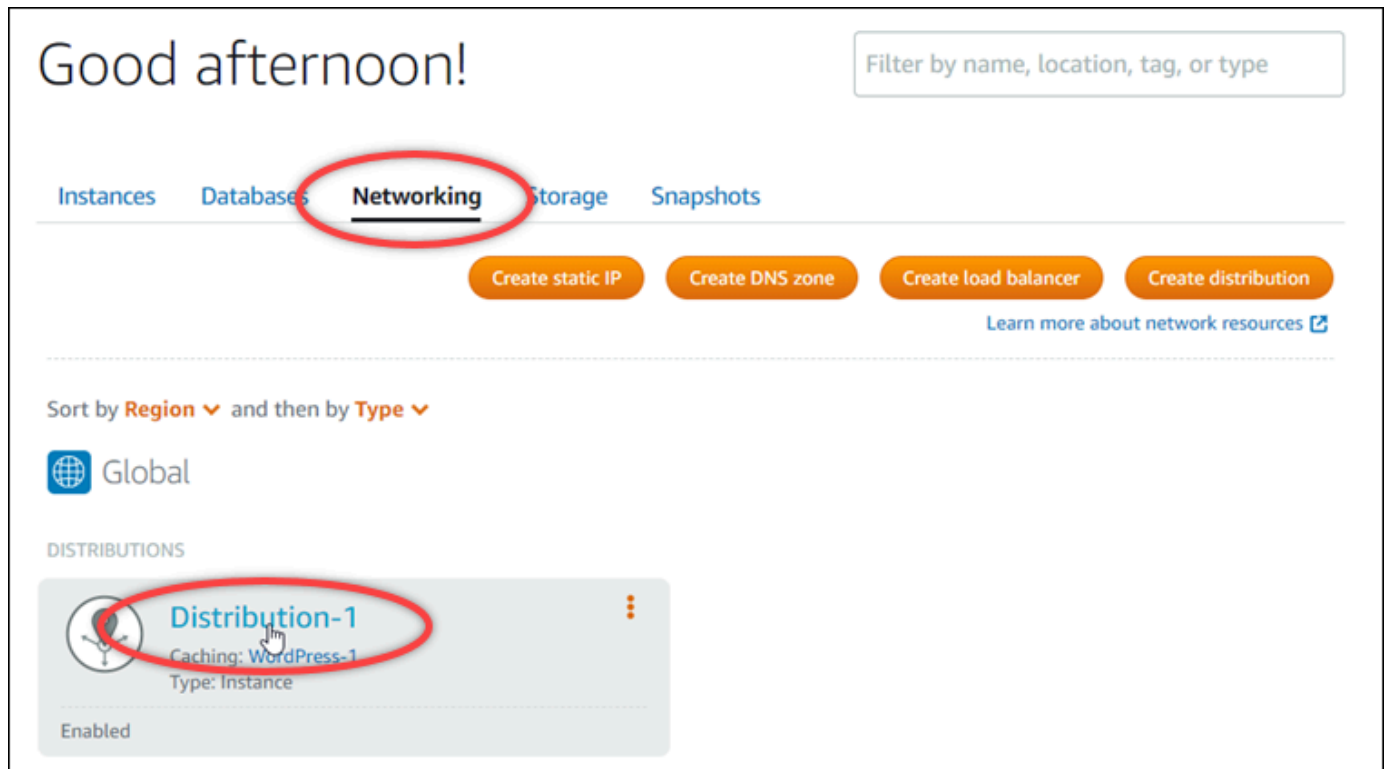 Good afternoon!
Filter by name, location, tag, or type
Instances Databases Networking Storage Snapshots
Create static IP Create DNS zone Create load balancer Create distribution
Learn more about network resources
Sort by Region and then by Type
Global
DISTRIBUTIONS
Distribution-1
Caching: WordPress-1
Type: Instance
Enabled